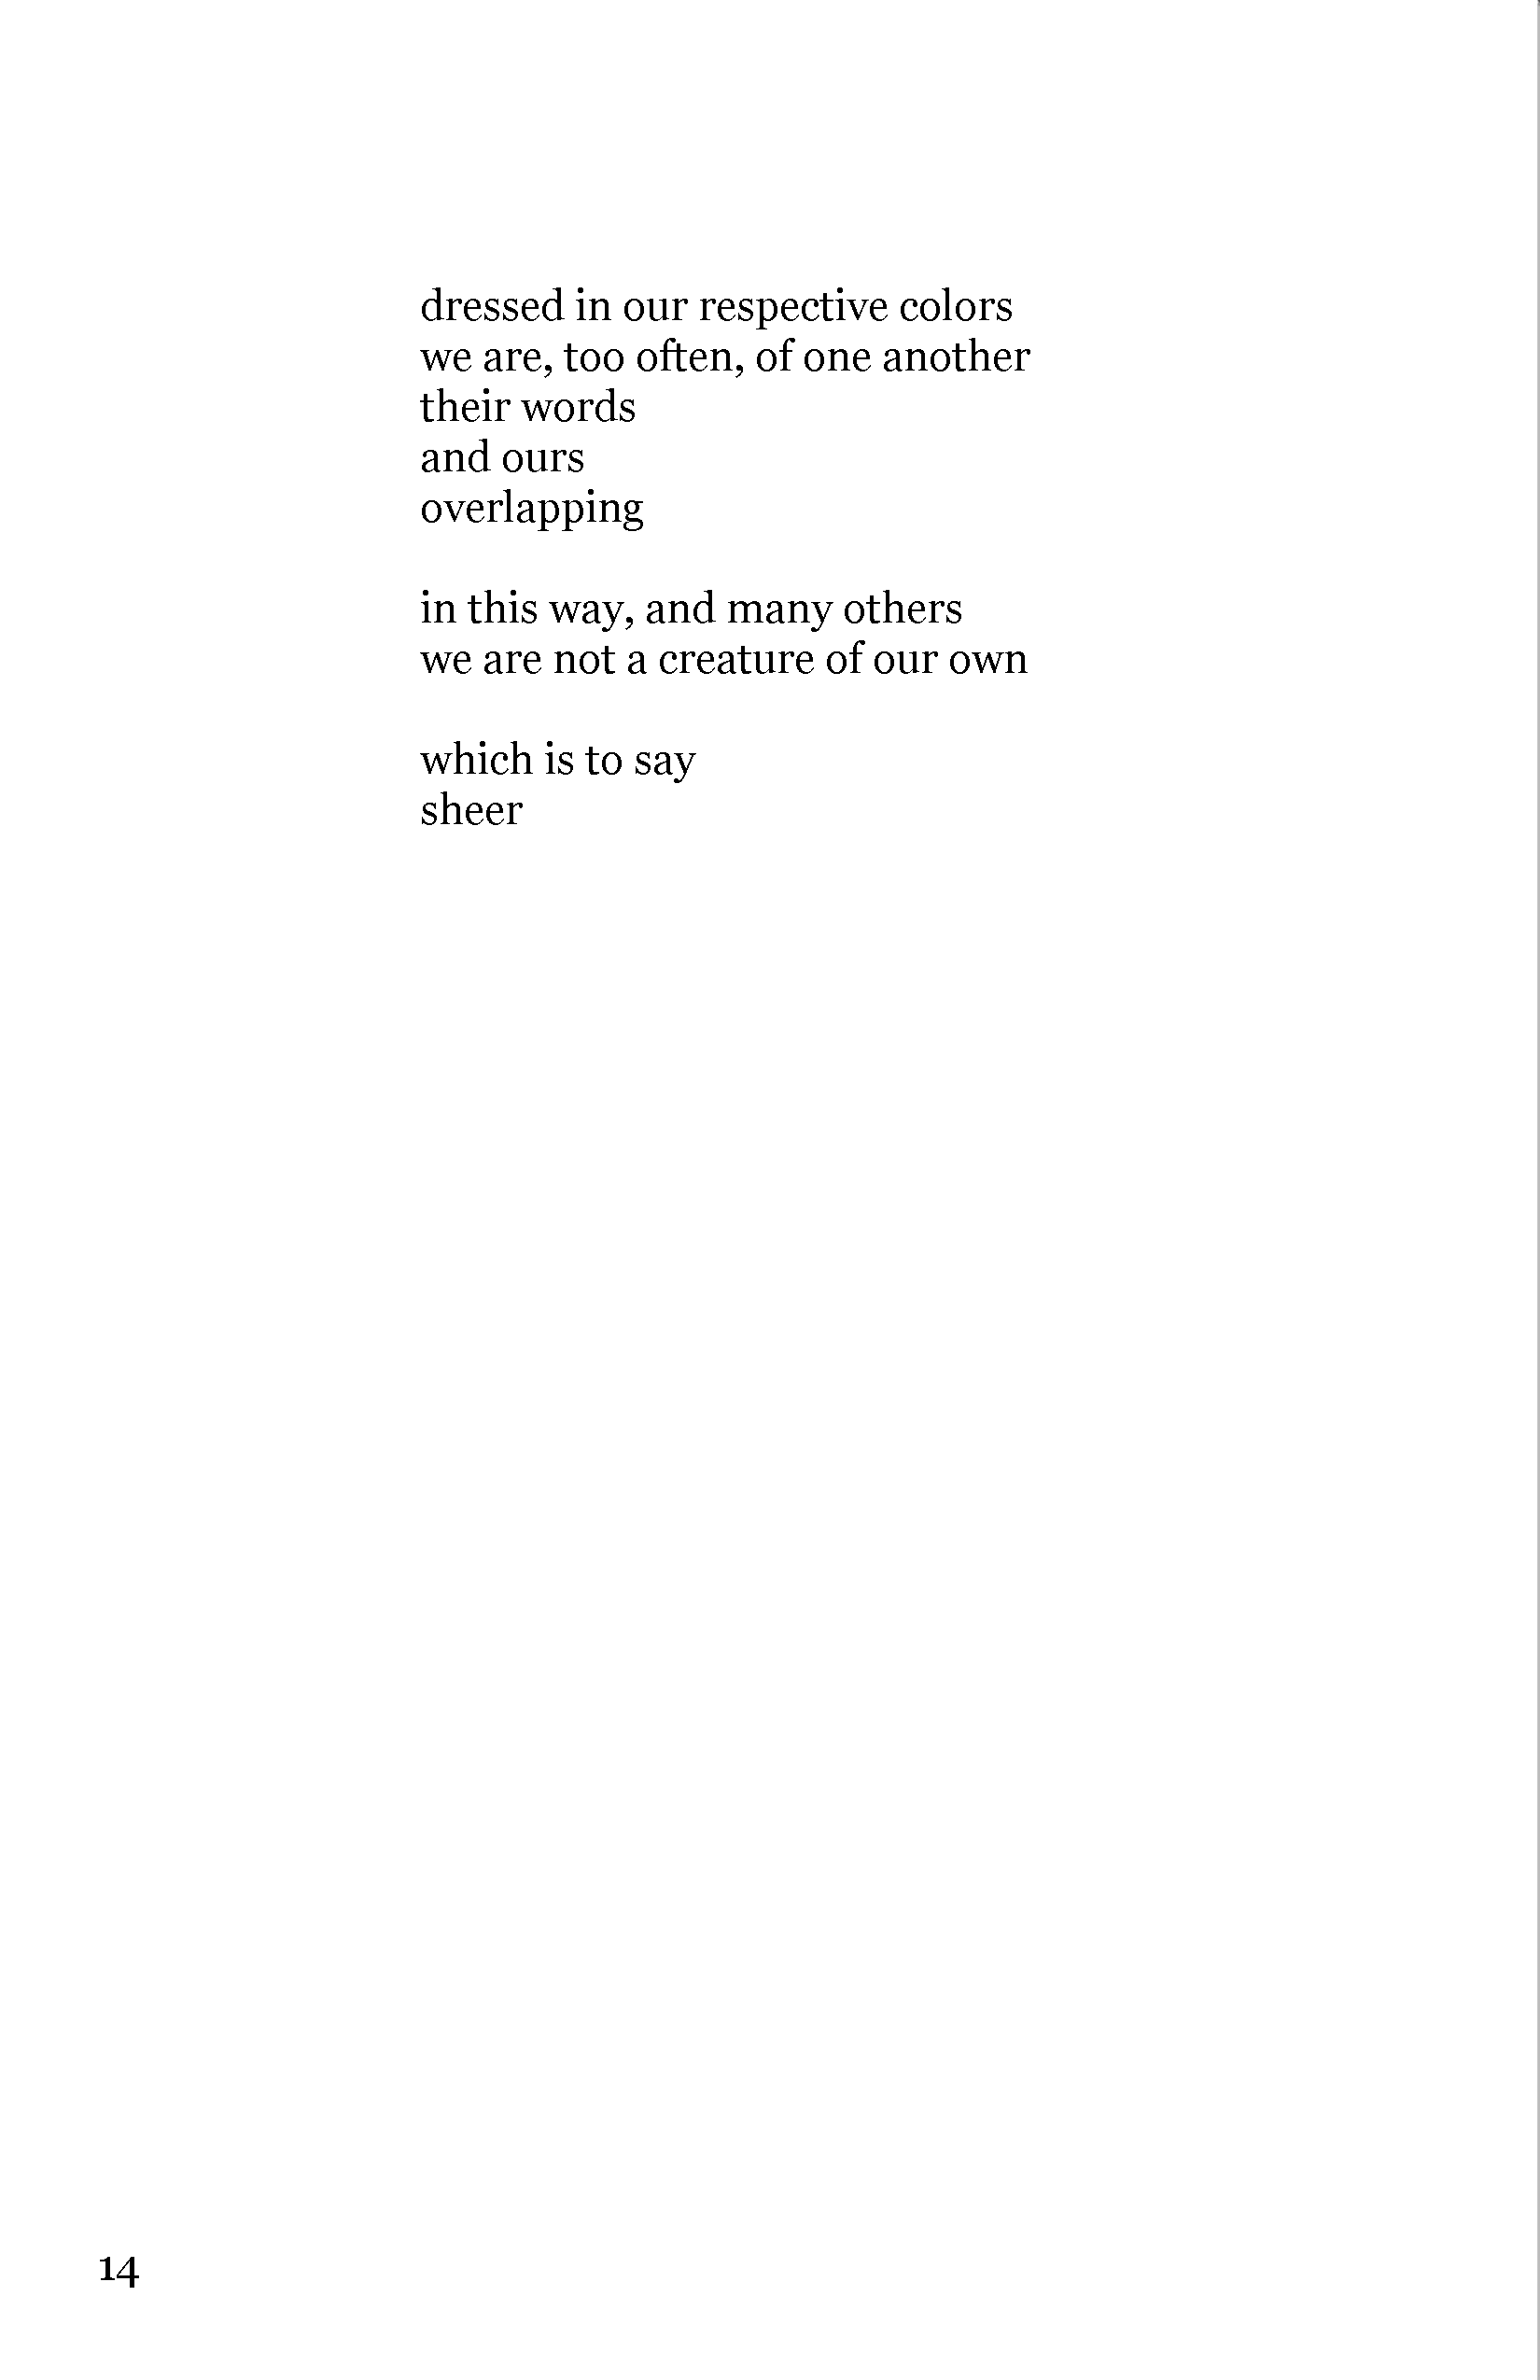 dressed in our respective colors
we are, too often, of one another
their words
and ours
overlapping

in this way, and many others
we are not a creature of our own

which is to say
sheer

14